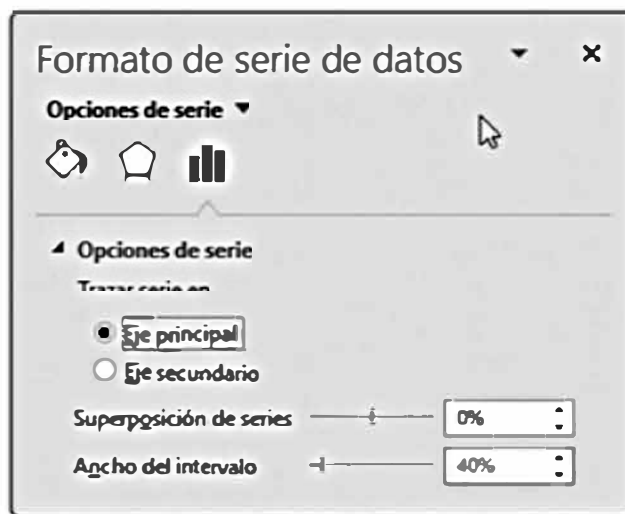 Formato de serie de datos
Opciones de serie
Opciones de serie
Trazar serie en
Eje principal
Eje secundario
Superposición de series 0%
Ancho del intervalo 40%